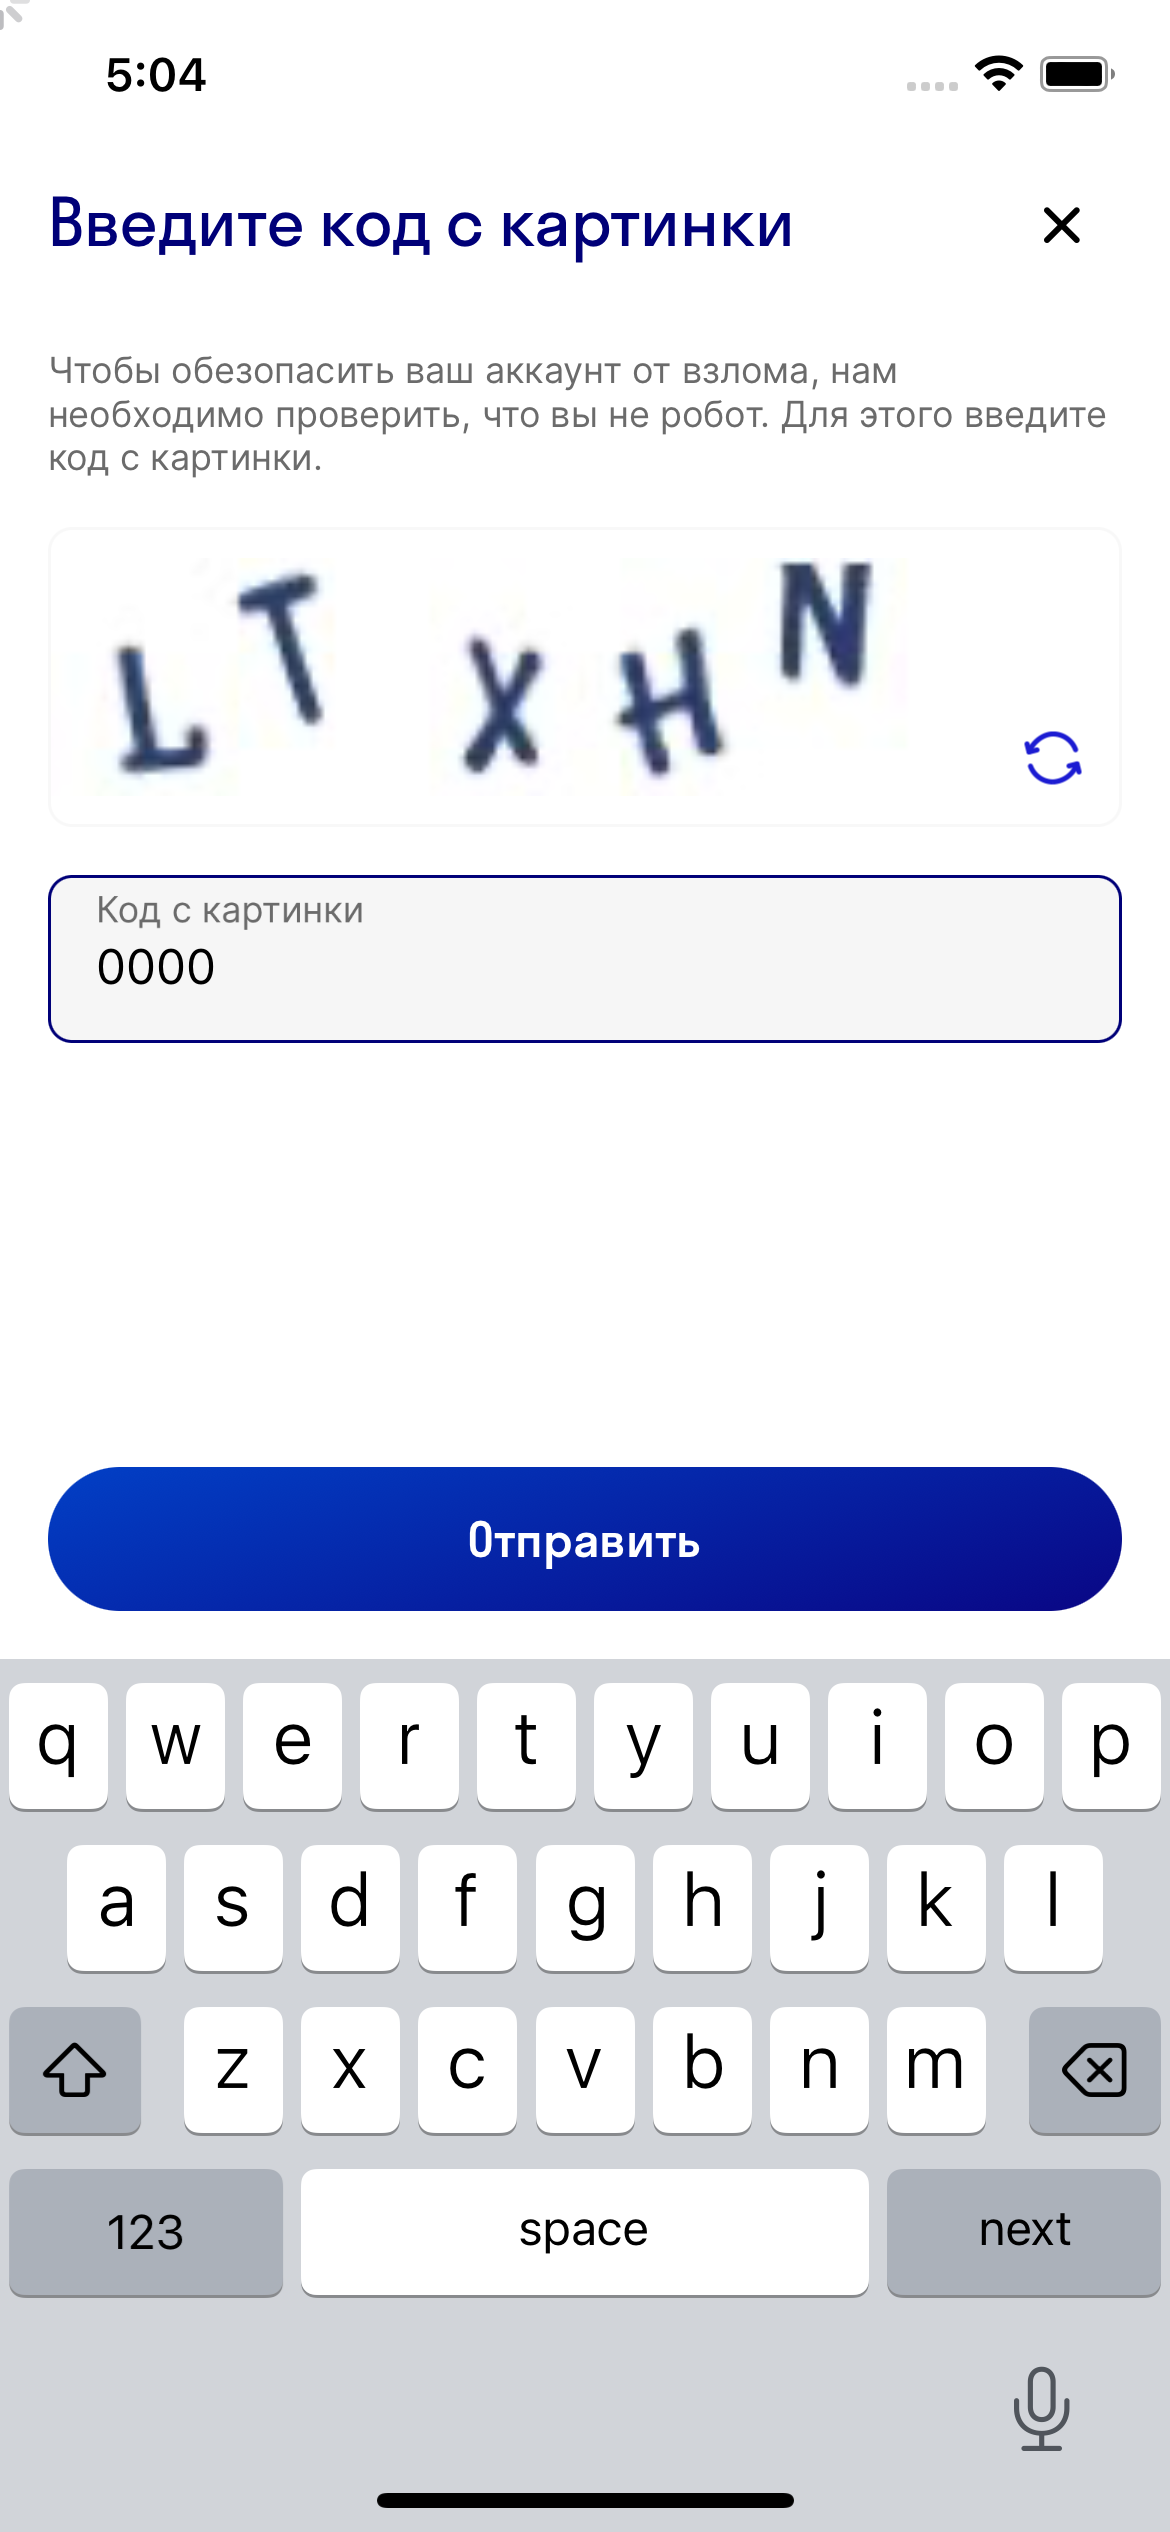 5:04
Введите код с картинки
Чтобы обезопасить ваш аккаунт от взлома, нам
необходимо проверить, что вы не робот. Для этого введите
код с картинки.
L T X H N
Код с картинки
0000
Отправить
q w e r t y u i o p
a s d f g h j k l
z x c v b n m
123 space next